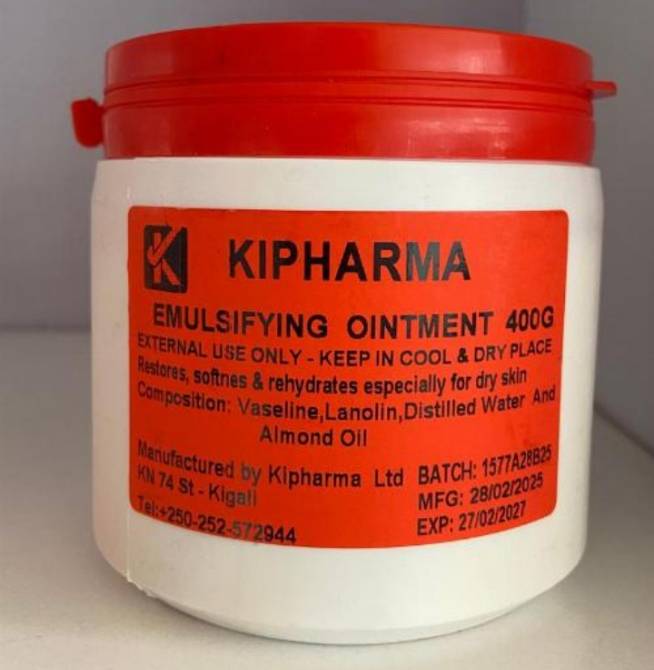 KIPHARMA
EMULSIFYING OINTMENT 400G
EXTERNAL USE ONLY - KEEP IN COOL & DRY PLACE
Restores, softnes & rehydrates especially for dry skin
Composition: Vaseline,Lanolin,Distilled Water And
Almond Oil
Manufactured by Kipharma Ltd
KN 74 St - Kigali
Tel:+250-252-572944
BATCH: 1577A28B25
MFG: 28/02/2025
EXP: 27/02/2027